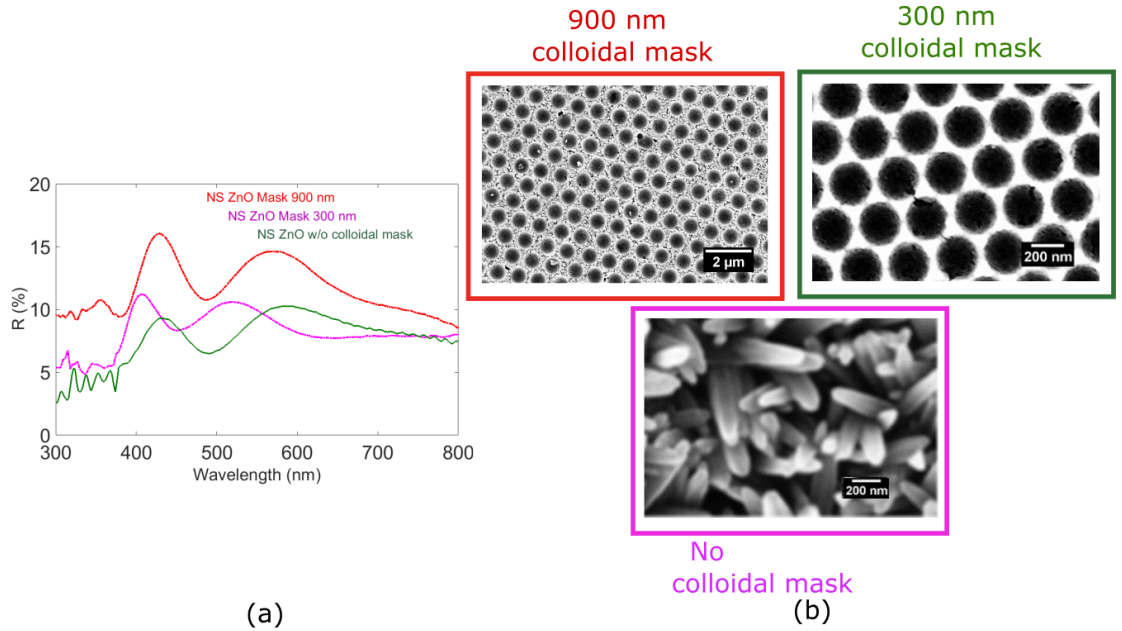 900 nm
colloidal mask
300 nm
colloidal mask
2 µm
200 nm
200 nm
No
colloidal mask
20
15
10
5
0
R (%)
NS ZnO Mask 900 nm
NS ZnO Mask 300 nm
NS ZnO w/o colloidal mask
300
400
500
600
700
800
Wavelength (nm)
(a)
(b)